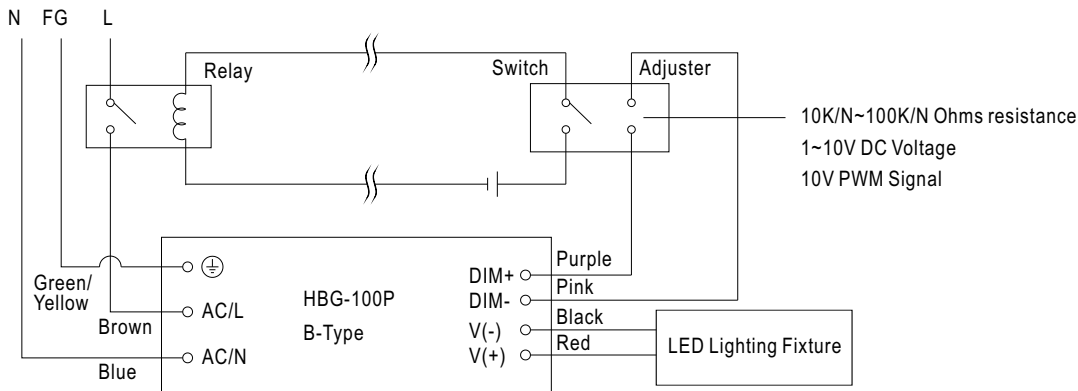 N FG L
Relay
Switch
Adjuster
10K/N~100K/N Ohms resistance
1~10V DC Voltage
10V PWM Signal
Green/
Yellow
Brown
Blue
AC/L
AC/N
HBG-100P
B-Type
DIM+
DIM-
V(-)
V(+)
Purple
Pink
Black
Red
LED Lighting Fixture